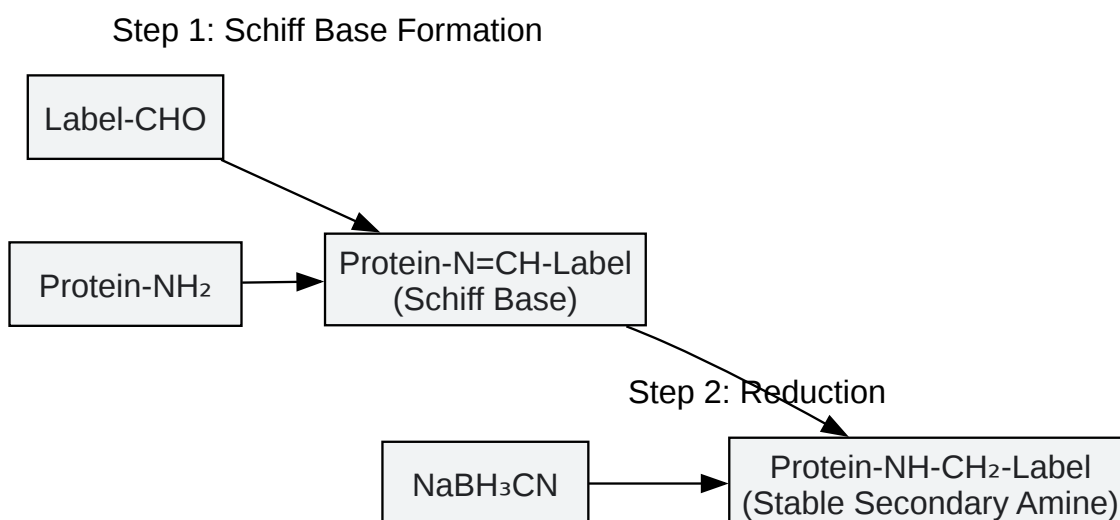 Step 1: Schiff Base Formation
Label-CHO
Protein-NH₂
Protein-N=CH-Label
(Schiff Base)
Step 2: Reduction
NaBH₃CN
Protein-NH-CH₂-Label
(Stable Secondary Amine)